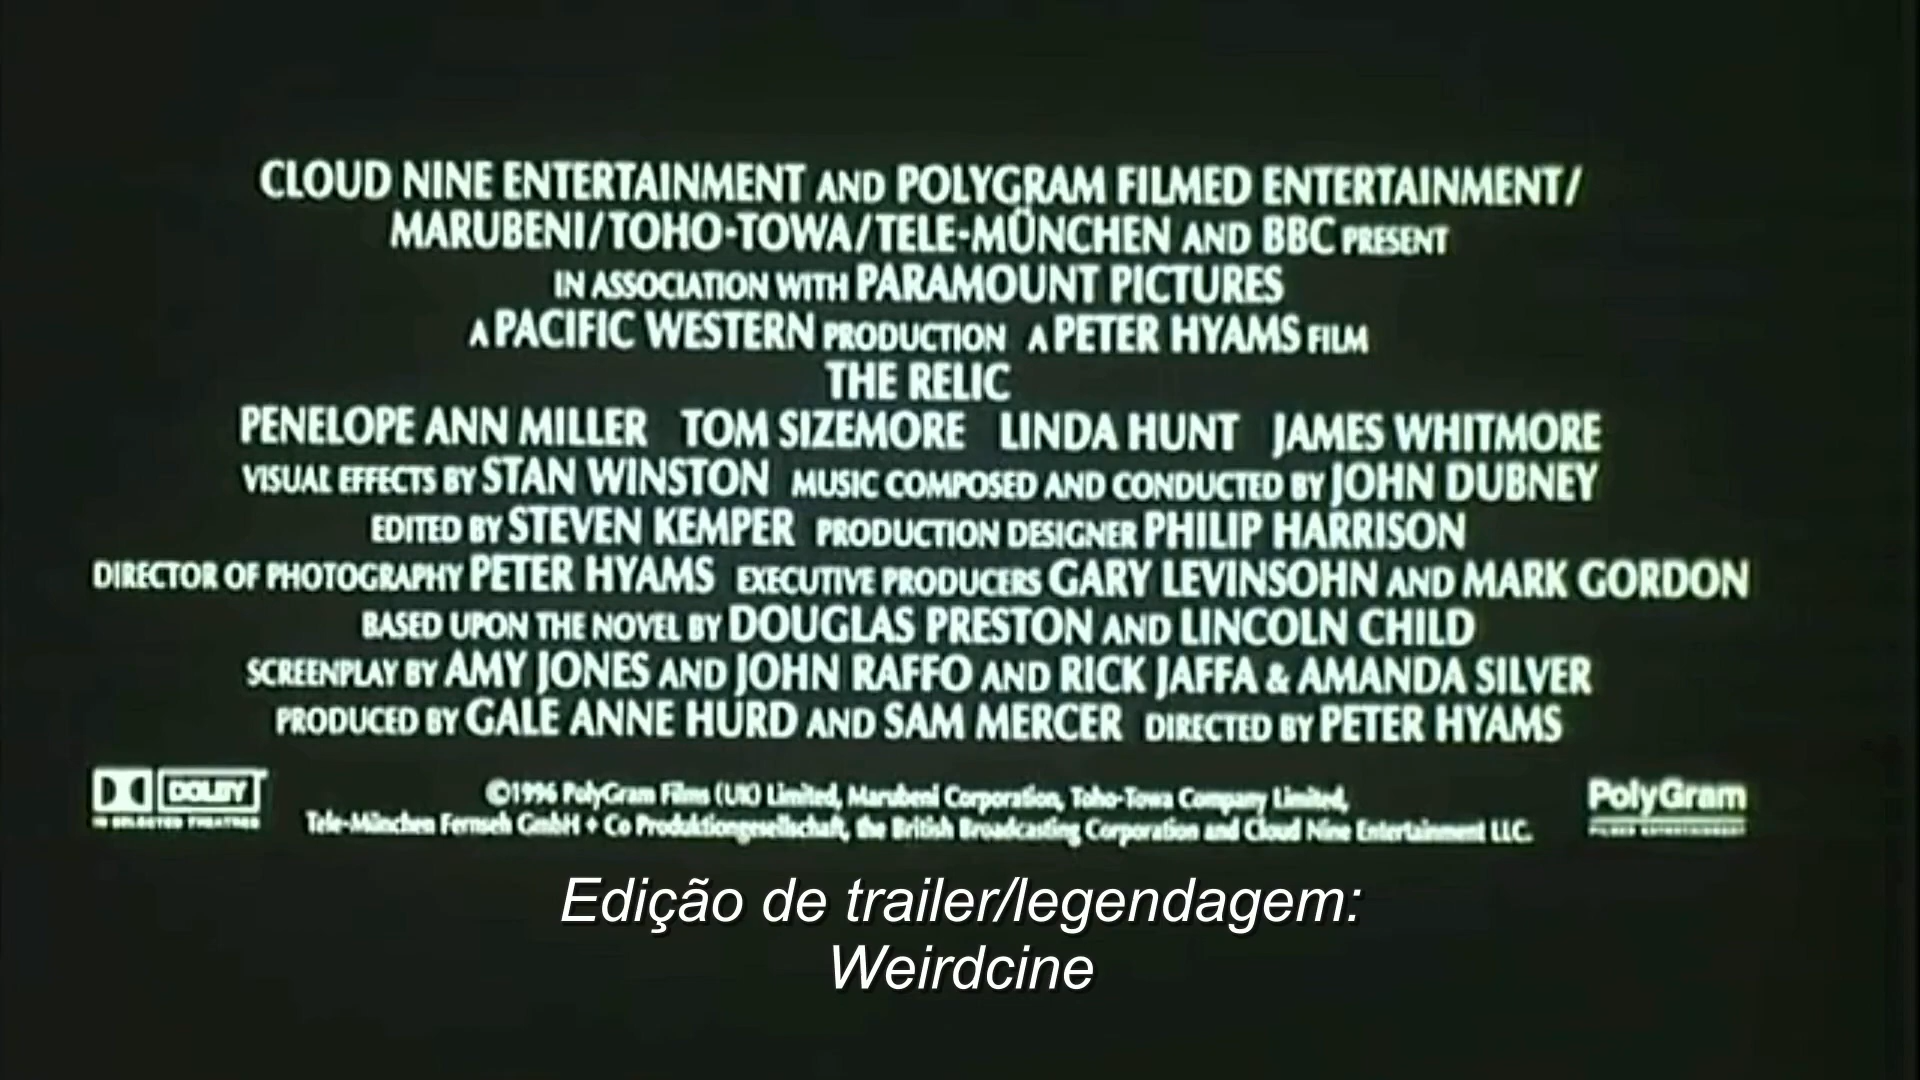 CLOUD NINE ENTERTAINMENT AND POLYGRAM FILMED ENTERTAINMENT/
MARUBENI/TOHO-TOWA/TELE-MÜNCHEN AND BBC PRESENT
IN ASSOCIATION WITH PARAMOUNT PICTURES
A PACIFIC WESTERN PRODUCTION A PETER HYAMS FILM
THE RELIC
PENELOPE ANN MILLER TOM SIZEMORE LINDA HUNT JAMES WHITMORE
VISUAL EFFECTS BY STAN WINSTON MUSIC COMPOSED AND CONDUCTED BY JOHN DUBNEY
EDITED BY STEVEN KEMPER PRODUCTION DESIGNER PHILIP HARRISON
DIRECTOR OF PHOTOGRAPHY PETER HYAMS EXECUTIVE PRODUCERS GARY LEVINSOHN AND MARK GORDON
BASED UPON THE NOVEL BY DOUGLAS PRESTON AND LINCOLN CHILD
SCREENPLAY BY AMY JONES AND JOHN RAFFO AND RICK JAFFA & AMANDA SILVER
PRODUCED BY GALE ANNE HURD AND SAM MERCER DIRECTED BY PETER HYAMS
DOLBY
IN SELECTED THEATRES
©1996 PolyGram Films (UK) Limited, Marubeni Corporation, Toho-Towa Company Limited,
Tele-München Fernseh GmbH + Co Produktiongesellschaft, the British Broadcasting Corporation and Cloud Nine Entertainment LLC.
PolyGram
FILMED ENTERTAINMENT
Edição de trailer/legendagem:
Weirdcine